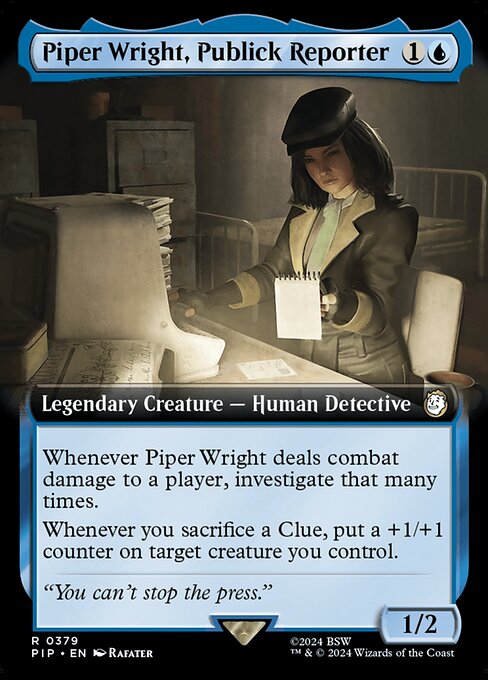 Piper Wright, Publick Reporter 1
Legendary Creature — Human Detective
Whenever Piper Wright deals combat
damage to a player, investigate that many
times.
Whenever you sacrifice a Clue, put a +1/+1
counter on target creature you control.
“You can’t stop the press.”
1/2
R 0379
PIP • EN Rafater
©2024 BSW
™ & © 2024 Wizards of the Coast